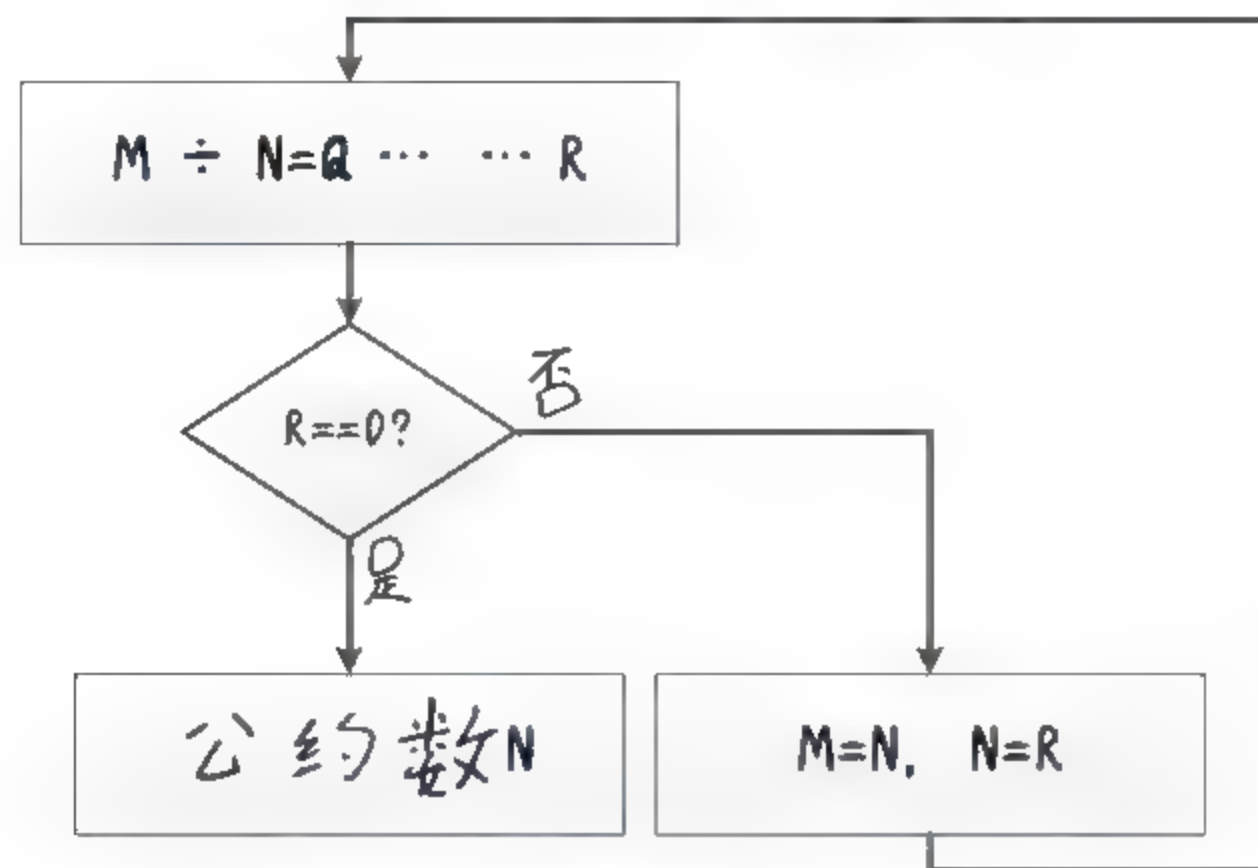 M ÷ N=Q … … R
否
R==0?
是
公约数N
M=N, N=R